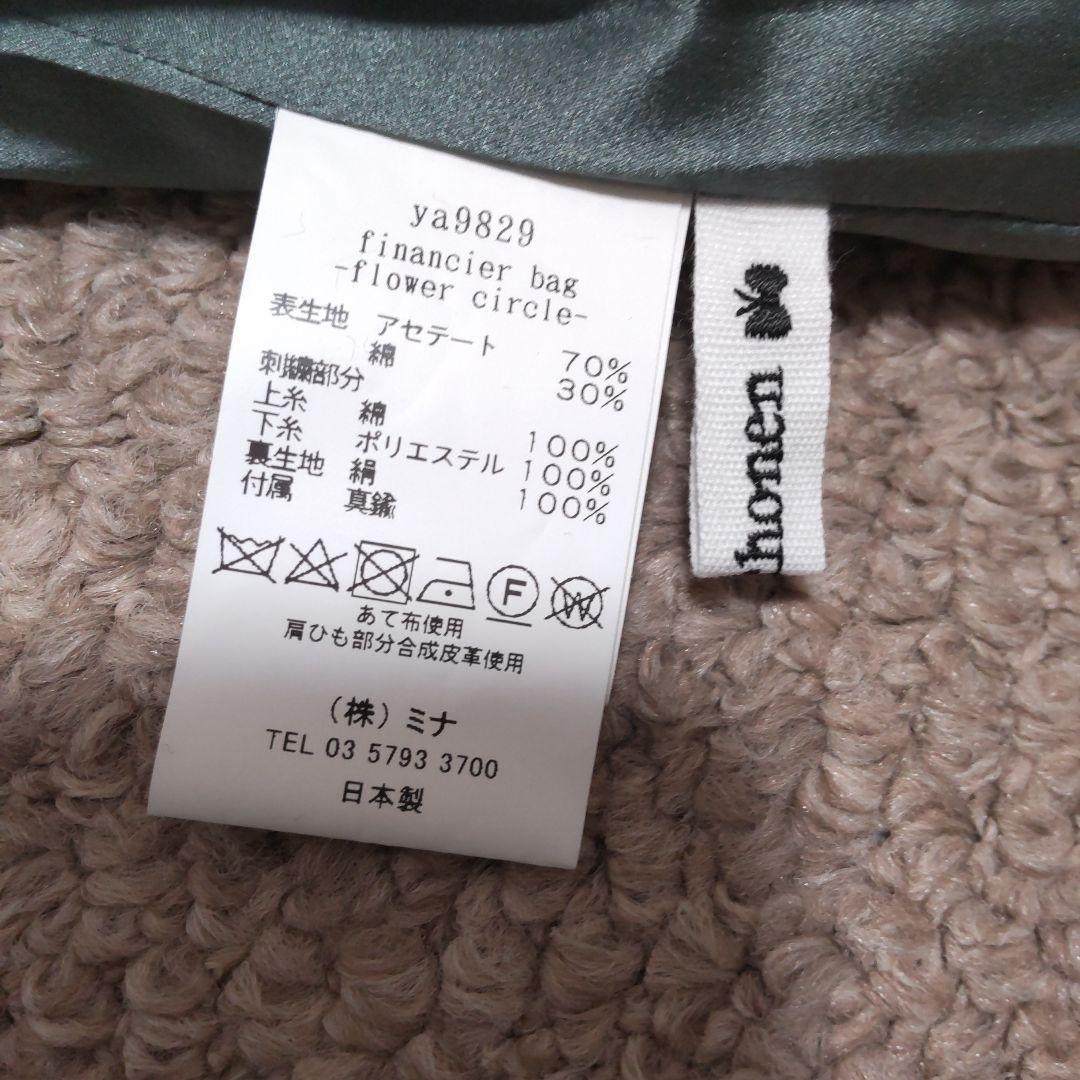 ya9829
financier bag
-flower circle-
表生地 アセテート 70%
綿 30%
刺繍部分
上糸 綿 100%
下糸 ポリエステル 100%
裏生地 絹 100%
付属 真鍮
F W
あて布使用
肩ひも部分合成皮革使用
(株)ミナ
TEL 03 5793 3700
日本製
honen